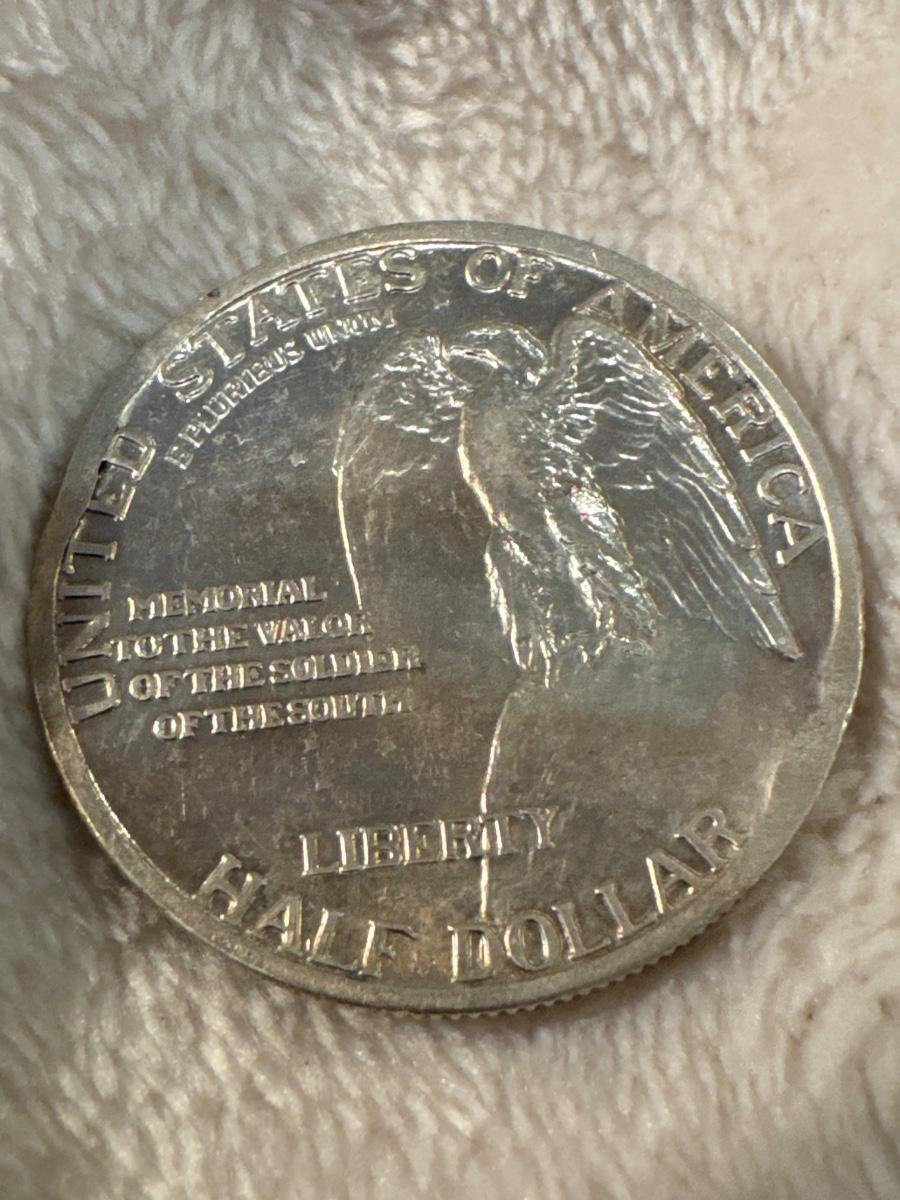 UNITED STATES OF AMERICA
E PLURIBUS UNUM
MEMORIAL
TO THE VALOR
OF THE SOLDIER
OF THE SOUTH
LIBERTY
HALF DOLLAR